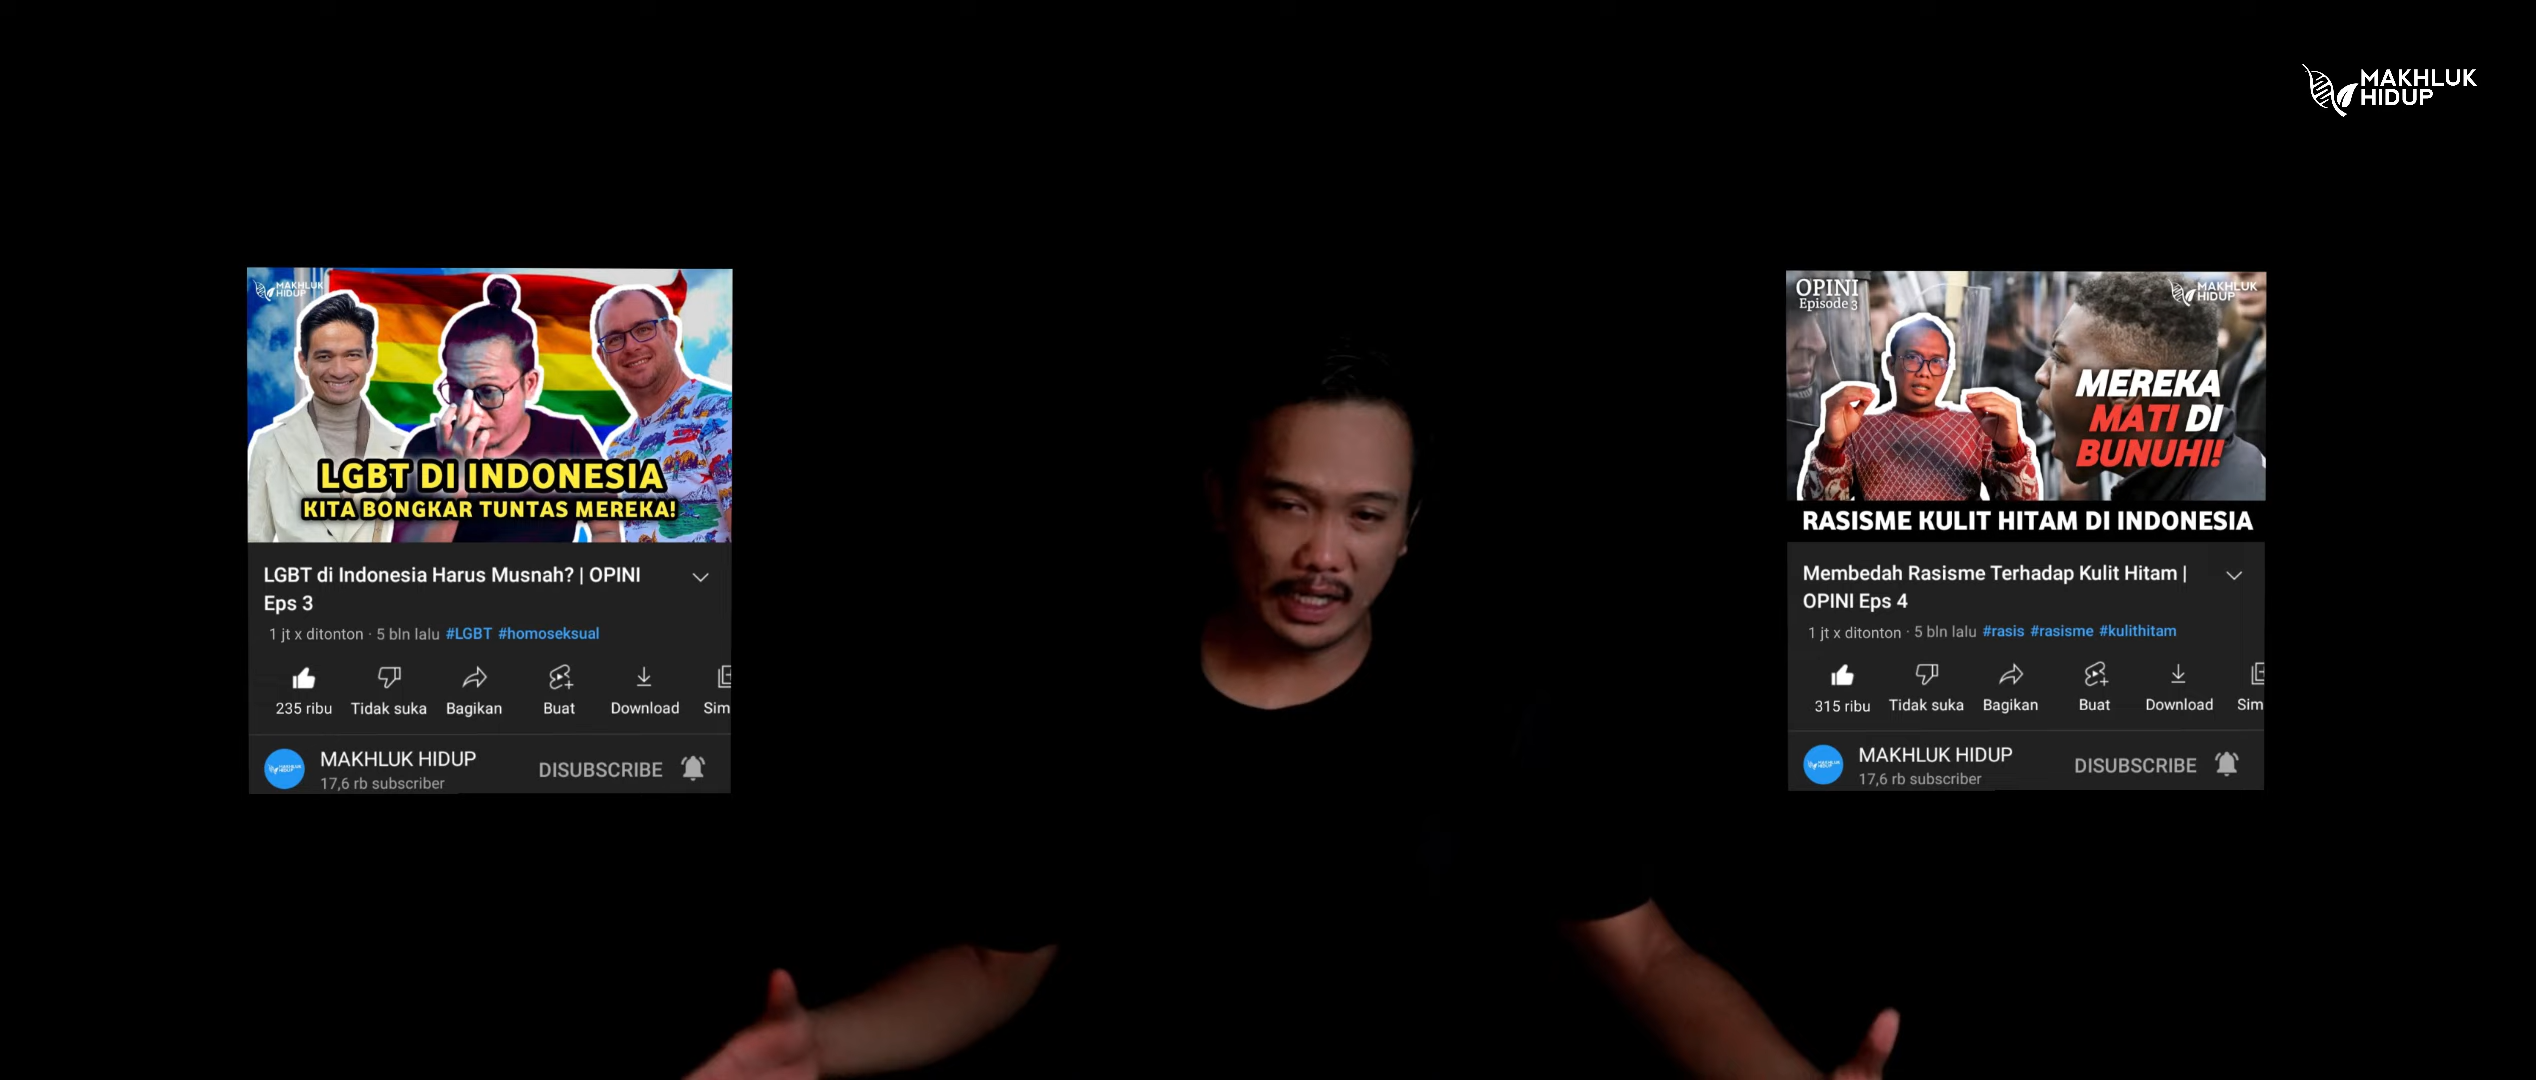 MAKHLUK
HIDUP
MAKHLUK
HIDUP
LGBT DI INDONESIA
KITA BONGKAR TUNTAS MEREKA!
LGBT di Indonesia Harus Musnah? | OPINI
Eps 3
1 jt x ditonton · 5 bln lalu #LGBT #homoseksual
235 ribu Tidak suka Bagikan Buat Download Sim
MAKHLUK HIDUP
17,6 rb subscriber
DISUBSCRIBE
OPINI
Episode 3
MAKHLUK
HIDUP
MEREKA
MATI DI
BUNUHI!
RASISME KULIT HITAM DI INDONESIA
Membedah Rasisme Terhadap Kulit Hitam |
OPINI Eps 4
1 jt x ditonton · 5 bln lalu #rasis #rasisme #kulithitam
315 ribu Tidak suka Bagikan Buat Download Sim
MAKHLUK HIDUP
17,6 rb subscriber
DISUBSCRIBE